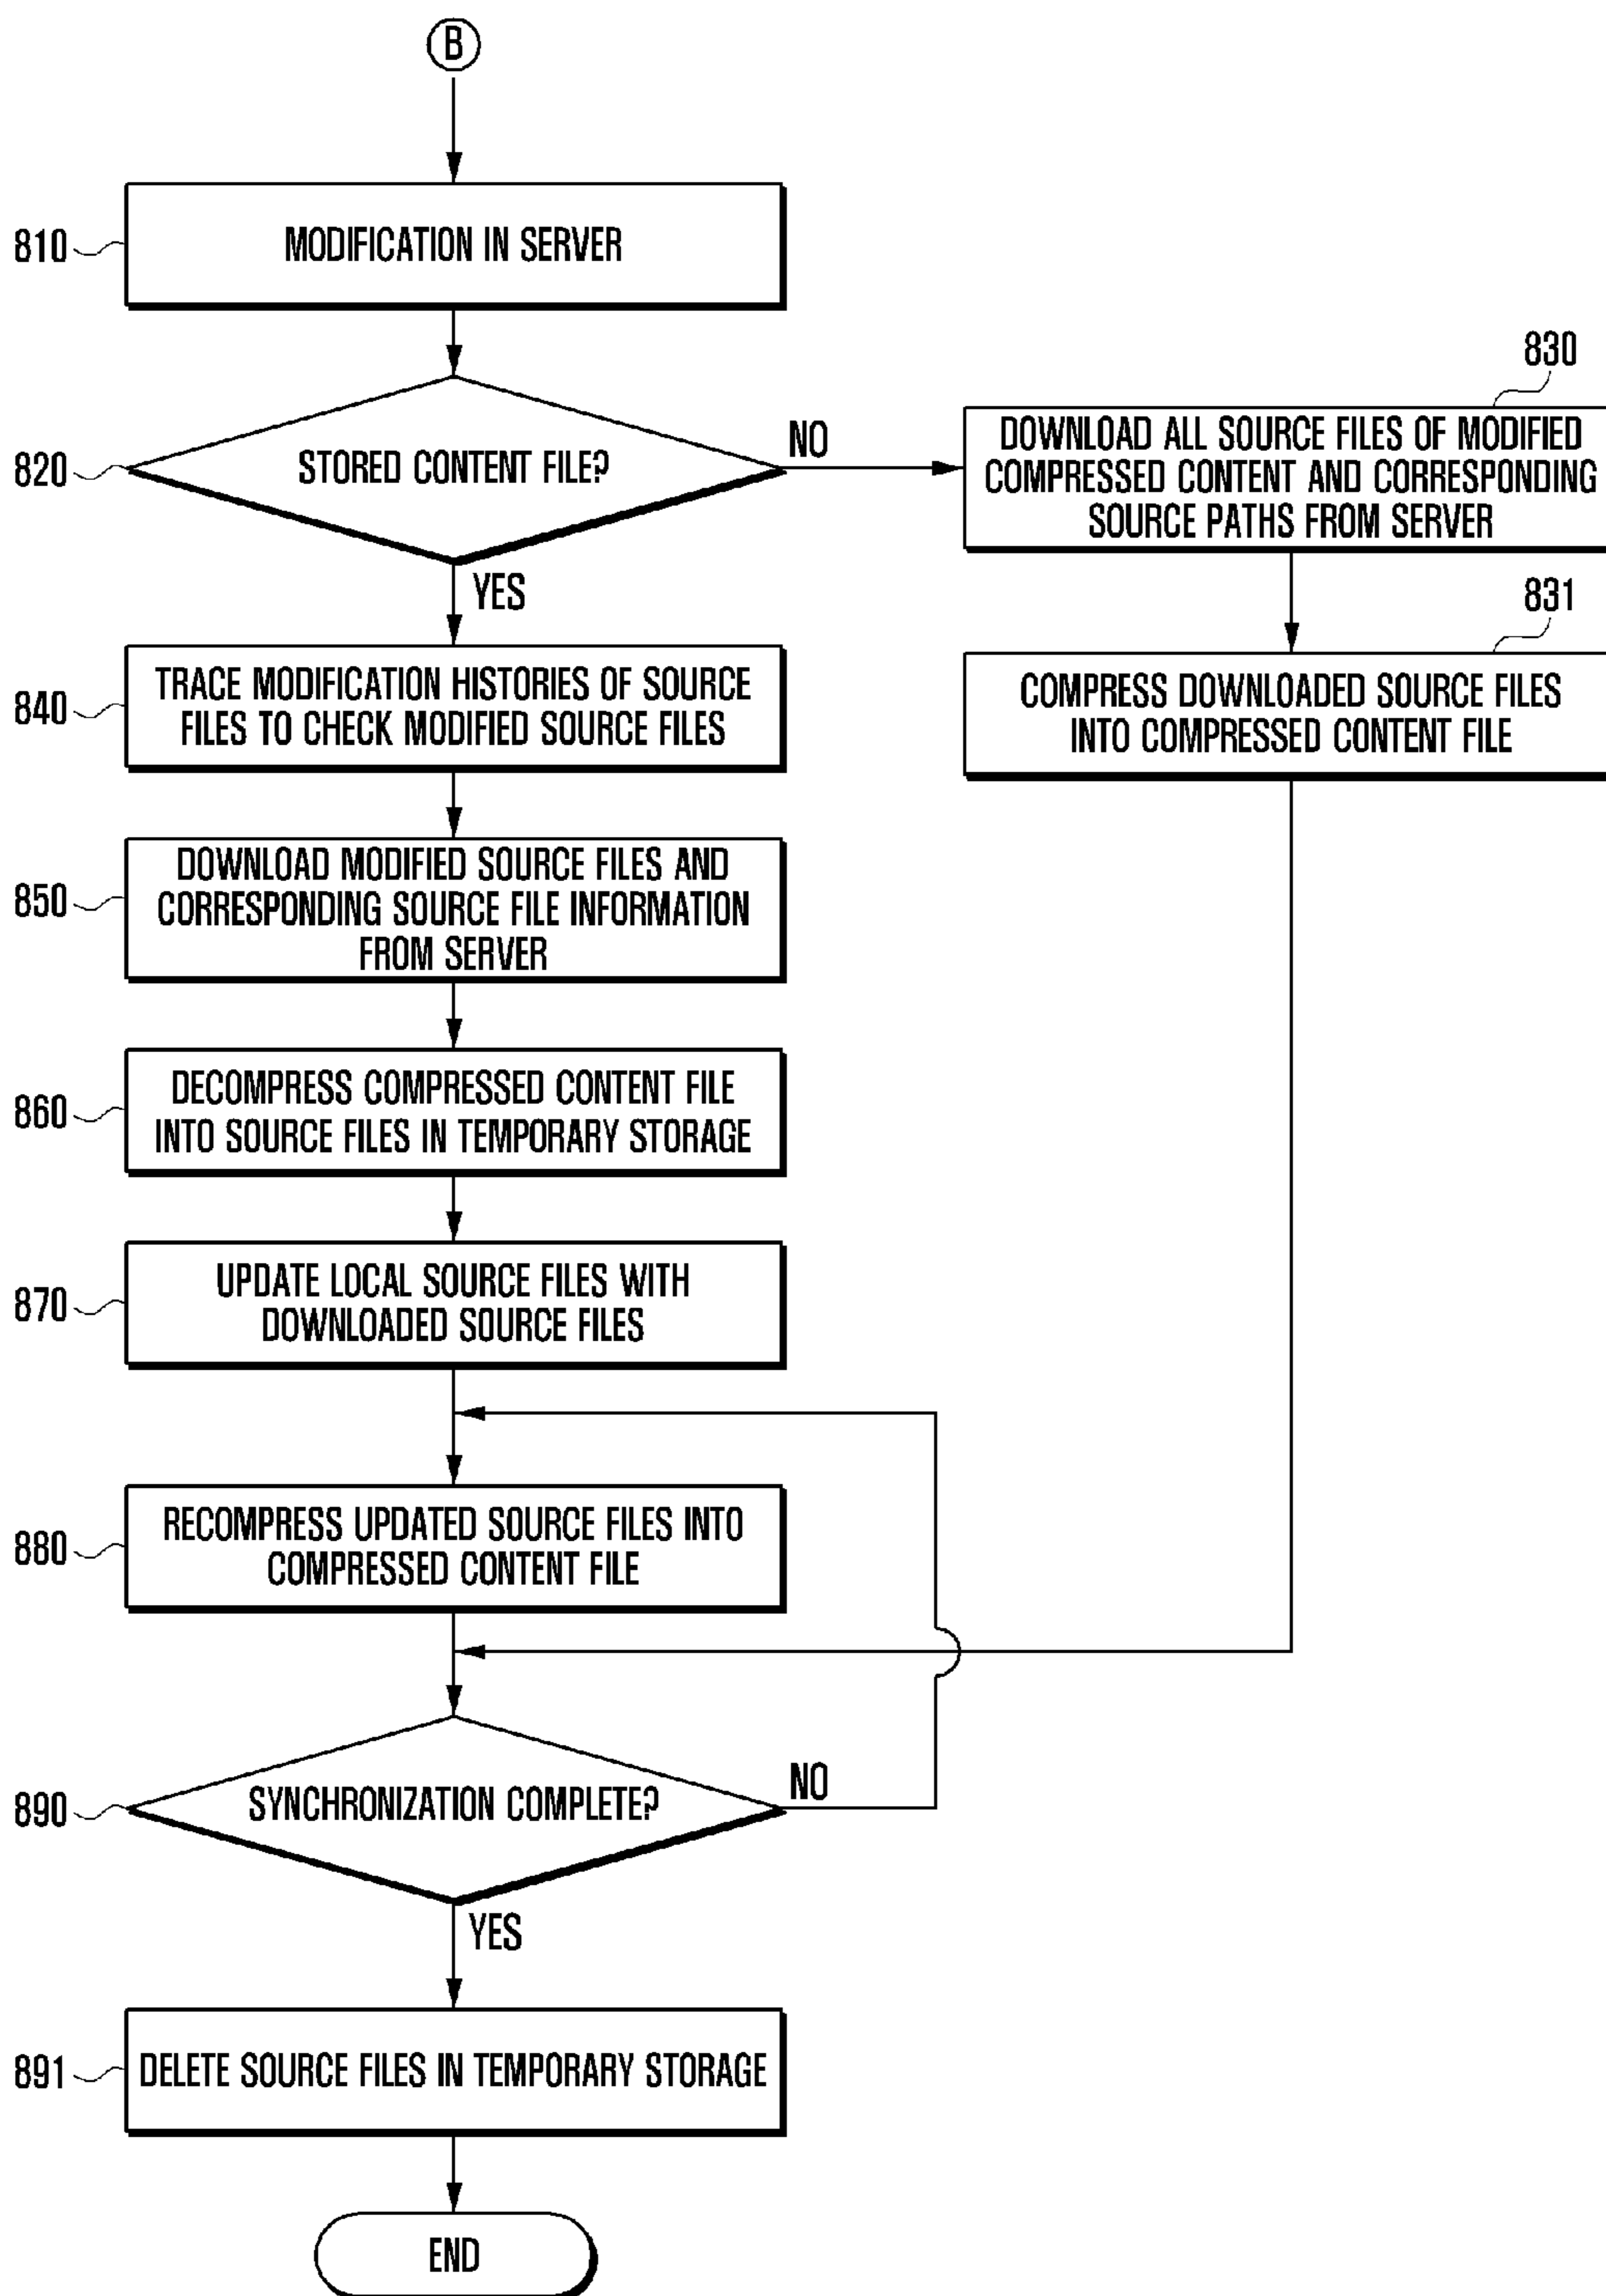 B
810
MODIFICATION IN SERVER
820
STORED CONTENT FILE?
NO
YES
830
DOWNLOAD ALL SOURCE FILES OF MODIFIED
COMPRESSED CONTENT AND CORRESPONDING
SOURCE PATHS FROM SERVER
831
COMPRESS DOWNLOADED SOURCE FILES
INTO COMPRESSED CONTENT FILE
840
TRACE MODIFICATION HISTORIES OF SOURCE
FILES TO CHECK MODIFIED SOURCE FILES
850
DOWNLOAD MODIFIED SOURCE FILES AND
CORRESPONDING SOURCE FILE INFORMATION
FROM SERVER
860
DECOMPRESS COMPRESSED CONTENT FILE
INTO SOURCE FILES IN TEMPORARY STORAGE
870
UPDATE LOCAL SOURCE FILES WITH
DOWNLOADED SOURCE FILES
880
RECOMPRESS UPDATED SOURCE FILES INTO
COMPRESSED CONTENT FILE
890
SYNCHRONIZATION COMPLETE?
NO
YES
891
DELETE SOURCE FILES IN TEMPORARY STORAGE
END